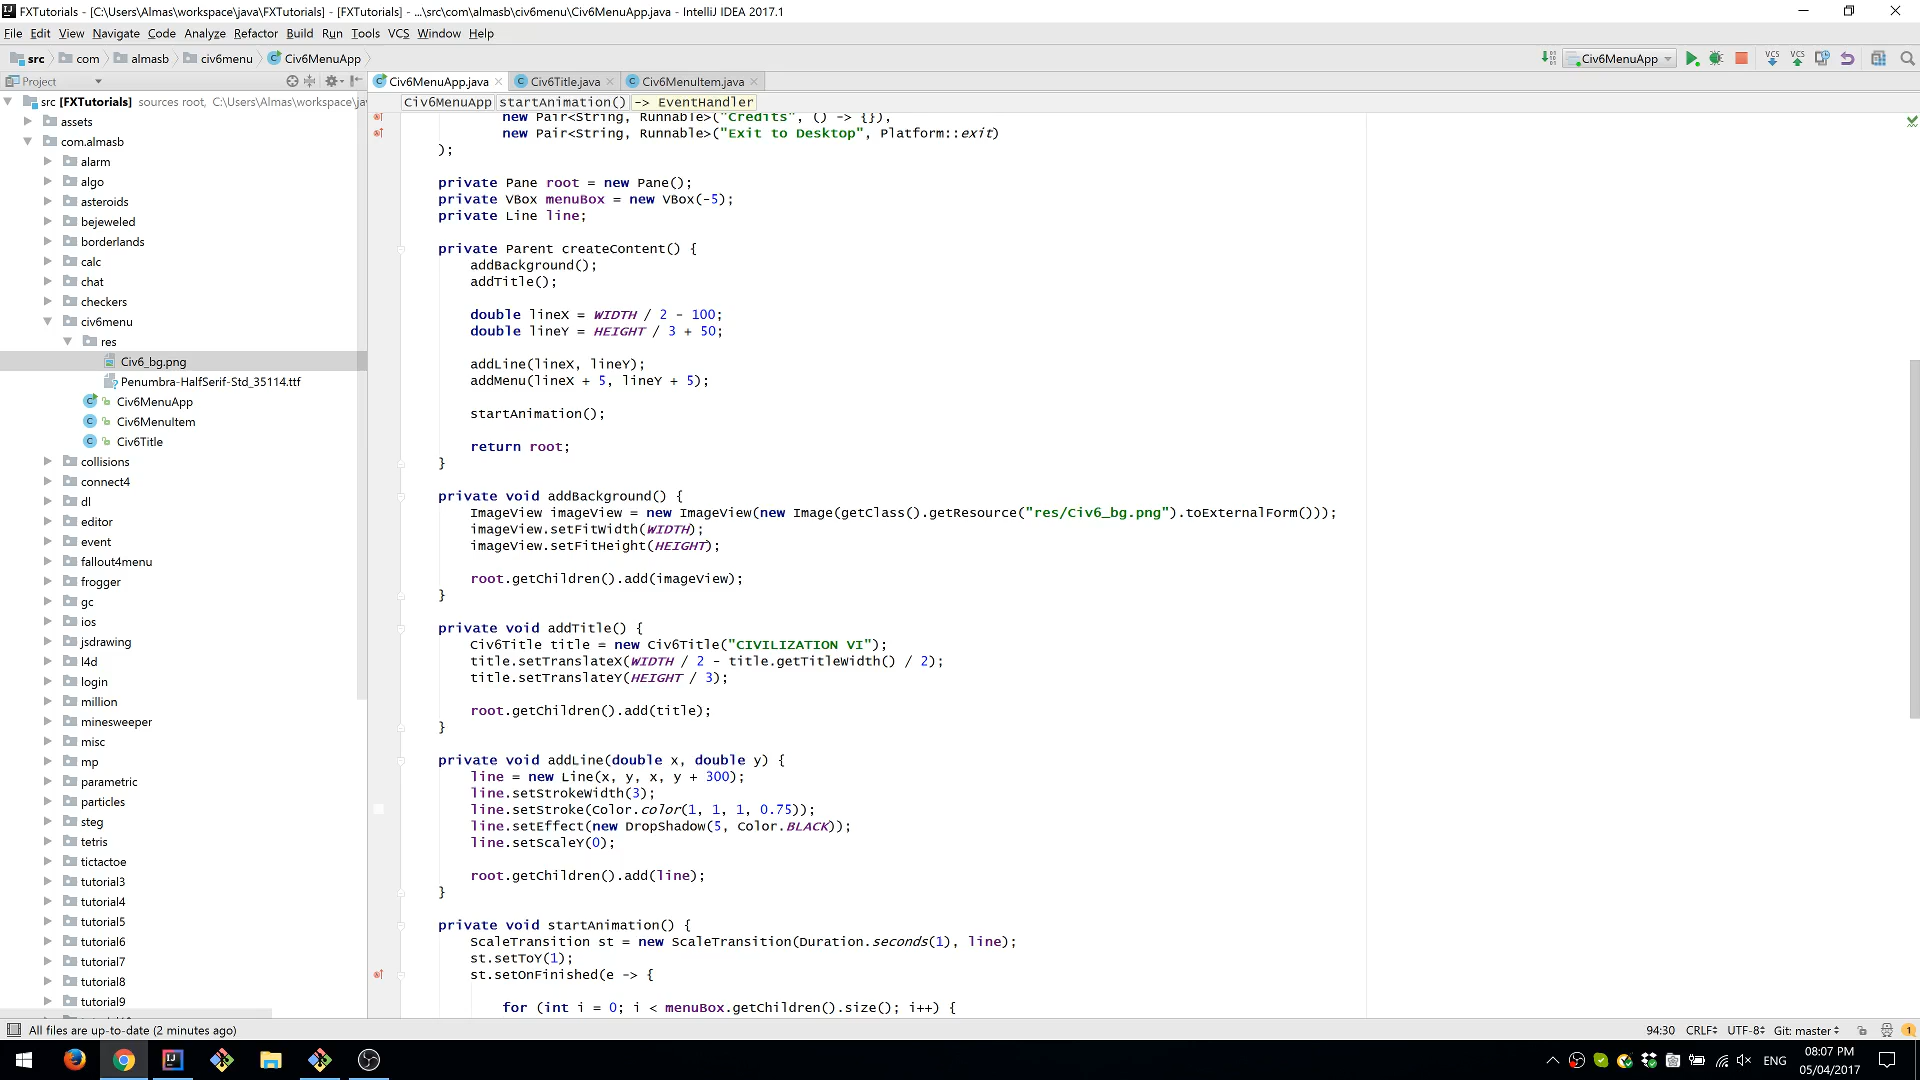 FXTutorials - [C:\Users\Almas\workspace\java\FXTutorials] - [FXTutorials] - ...\src\com\almasb\civ6menu\Civ6MenuApp.java - IntelliJ IDEA 2017.1
File Edit View Navigate Code Analyze Refactor Build Run Tools VCS Window Help
src com almasb civ6menu Civ6MenuApp
Civ6MenuApp
VCS VCS
Project
Civ6MenuApp.java Civ6Title.java Civ6MenuItem.java
Civ6MenuApp startAnimation() -> EventHandler
src [FXTutorials] sources root, C:\Users\Almas\workspace\ja
assets
com.almasb
alarm
algo
asteroids
bejeweled
borderlands
calc
chat
checkers
civ6menu
res
Civ6_bg.png
Penumbra-HalfSerif-Std_35114.ttf
Civ6MenuApp
Civ6MenuItem
Civ6Title
collisions
connect4
dl
editor
event
fallout4menu
frogger
gc
ios
jsdrawing
l4d
login
million
minesweeper
misc
mp
parametric
particles
steg
tetris
tictactoe
tutorial3
tutorial4
tutorial5
tutorial6
tutorial7
tutorial8
tutorial9
new Pair<String, Runnable>("Credits", () -> {}),
new Pair<String, Runnable>("Exit to Desktop", Platform::exit)
);
private Pane root = new Pane();
private VBox menuBox = new VBox(-5);
private Line line;
private Parent createContent() {
addBackground();
addTitle();
double lineX = WIDTH / 2 - 100;
double lineY = HEIGHT / 3 + 50;
addLine(lineX, lineY);
addMenu(lineX + 5, lineY + 5);
startAnimation();
return root;
}
private void addBackground() {
ImageView imageView = new ImageView(new Image(getClass().getResource("res/Civ6_bg.png").toExternalForm()));
imageView.setFitWidth(WIDTH);
imageView.setFitHeight(HEIGHT);
root.getChildren().add(imageView);
}
private void addTitle() {
Civ6Title title = new Civ6Title("CIVILIZATION VI");
title.setTranslateX(WIDTH / 2 - title.getTitleWidth() / 2);
title.setTranslateY(HEIGHT / 3);
root.getChildren().add(title);
}
private void addLine(double x, double y) {
line = new Line(x, y, x, y + 300);
line.setStrokeWidth(3);
line.setStroke(Color.color(1, 1, 1, 0.75));
line.setEffect(new DropShadow(5, Color.BLACK));
line.setScaleY(0);
root.getChildren().add(line);
}
private void startAnimation() {
ScaleTransition st = new ScaleTransition(Duration.seconds(1), line);
st.setToY(1);
st.setOnFinished(e -> {
for (int i = 0; i < menuBox.getChildren().size(); i++) {
All files are up-to-date (2 minutes ago)
94:30 CRLF UTF-8 Git: master 1
ENG
08:07 PM
05/04/2017